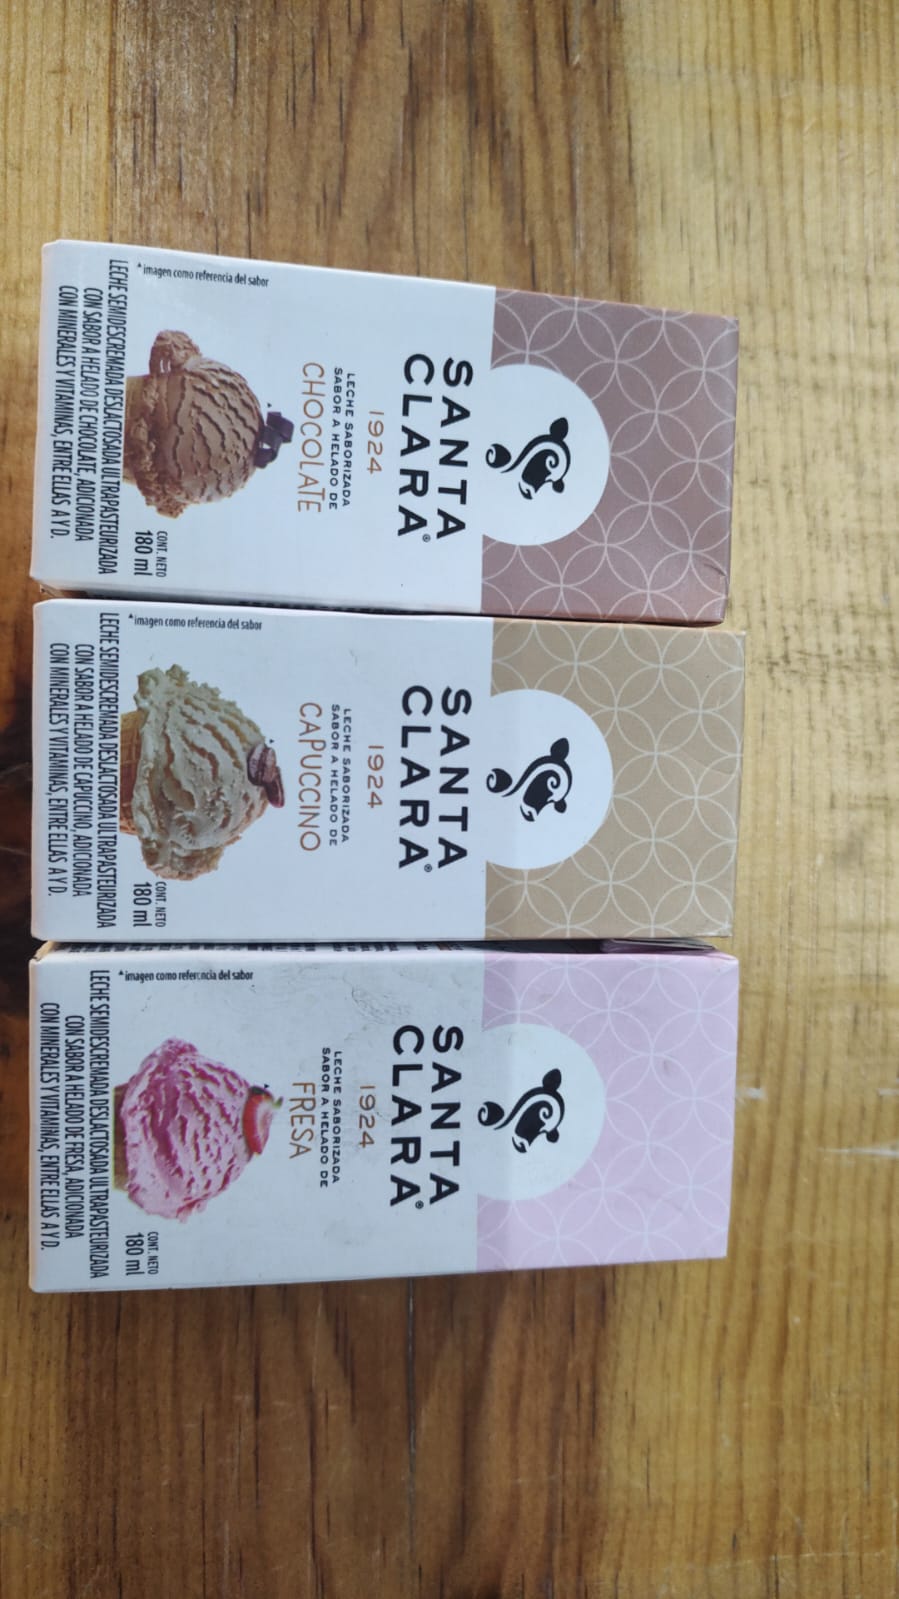 SANTA
CLARA®
1924
LECHE SABORIZADA
SABOR A HELADO DE
CHOCOLATE
*imagen como referencia del sabor
CONT. NETO
180 ml
LECHE SEMIDESCREMADA DESLACTOSADA ULTRAPASTEURIZADA
CON SABOR A HELADO DE CHOCOLATE, ADICIONADA
CON MINERALES Y VITAMINAS, ENTRE ELLAS A Y D.
SANTA
CLARA®
1924
LECHE SABORIZADA
SABOR A HELADO DE
CAPUCCINO
*imagen como referencia del sabor
CONT. NETO
180 ml
LECHE SEMIDESCREMADA DESLACTOSADA ULTRAPASTEURIZADA
CON SABOR A HELADO DE CAPUCCINO, ADICIONADA
CON MINERALES Y VITAMINAS, ENTRE ELLAS A Y D.
SANTA
CLARA®
1924
LECHE SABORIZADA
SABOR A HELADO DE
FRESA
*imagen como referencia del sabor
CONT. NETO
180 ml
LECHE SEMIDESCREMADA DESLACTOSADA ULTRAPASTEURIZADA
CON SABOR A HELADO DE FRESA, ADICIONADA
CON MINERALES Y VITAMINAS, ENTRE ELLAS A Y D.